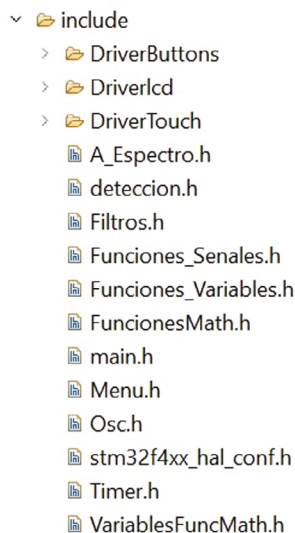 include
DriverButtons
Driverlcd
DriverTouch
A_Espectro.h
deteccion.h
Filtros.h
Funciones_Senales.h
Funciones_Variables.h
FuncionesMath.h
main.h
Menu.h
Osc.h
stm32f4xx_hal_conf.h
Timer.h
VariablesFuncMath.h